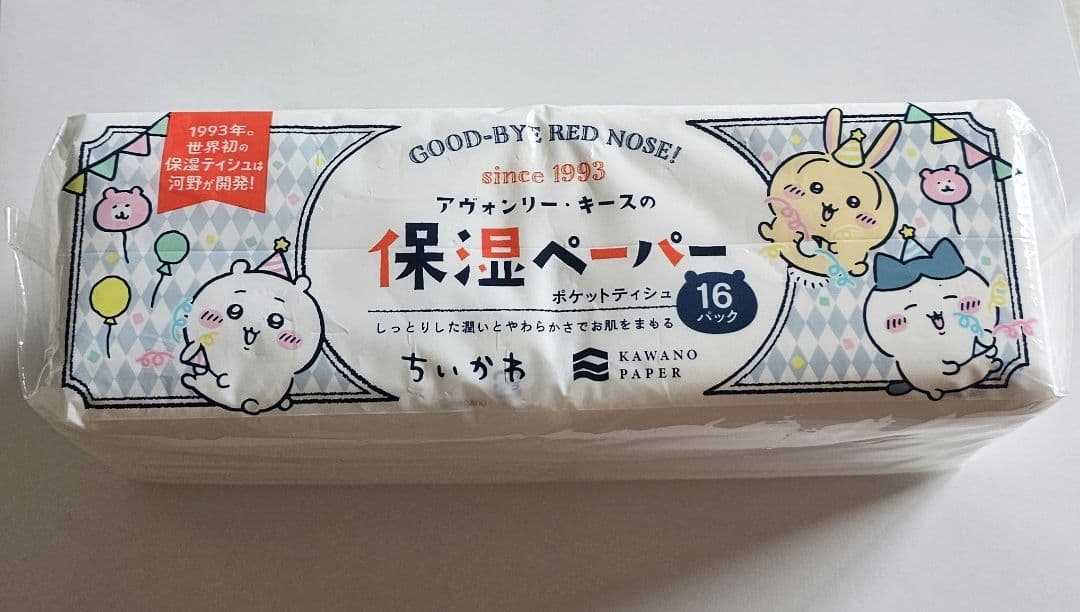 1993年。
世界初の
保湿ティシュは
河野が開発!
GOOD-BYE RED NOSE!
since 1993
アヴォンリー・キースの
保湿ペーパー
ポケットティシュ
16
パック
しっとりした潤いとやわらかさでお肌をまもる
ちいかわ
KAWANO
PAPER